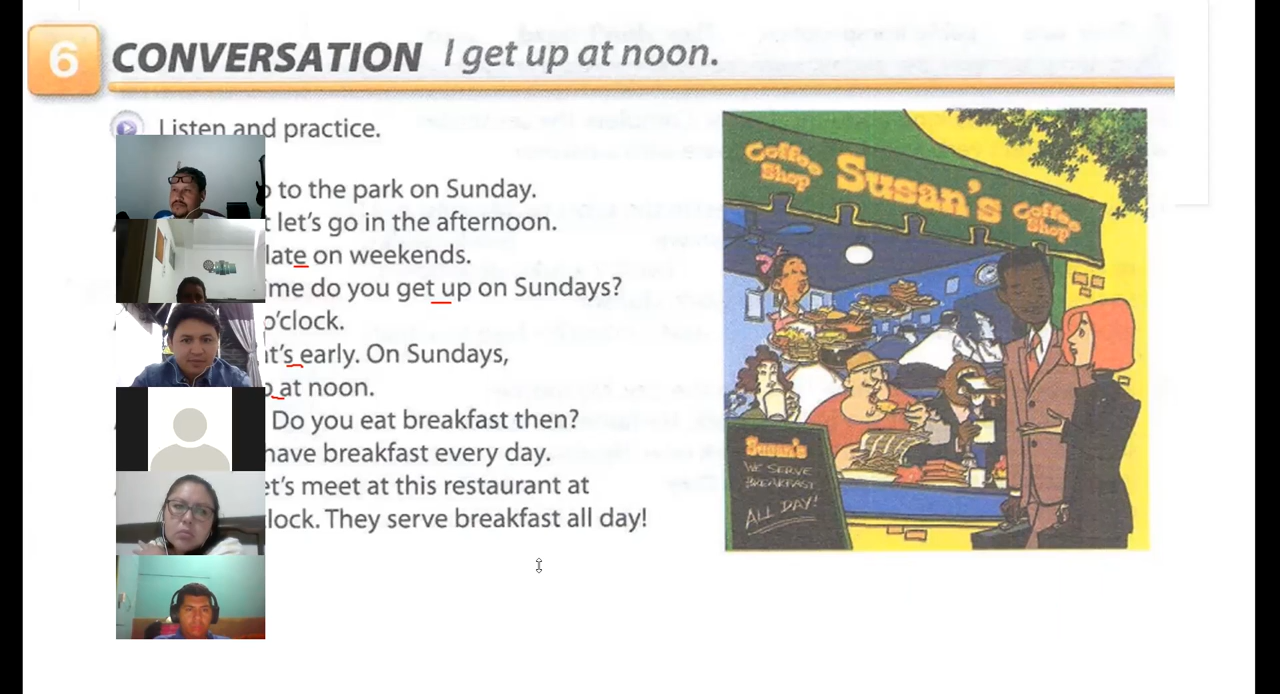 6 CONVERSATION I get up at noon.
Listen and practice.
to the park on Sunday.
let's go in the afternoon.
late on weekends.
do you get up on Sundays?
o'clock.
early. On Sundays,
at noon.
Do you eat breakfast then?
have breakfast every day.
meet at this restaurant at
They serve breakfast all day!
Coffee Shop
Susan's
Coffee Shop
Susan's
WE SERVE
BREAKFAST
ALL DAY!